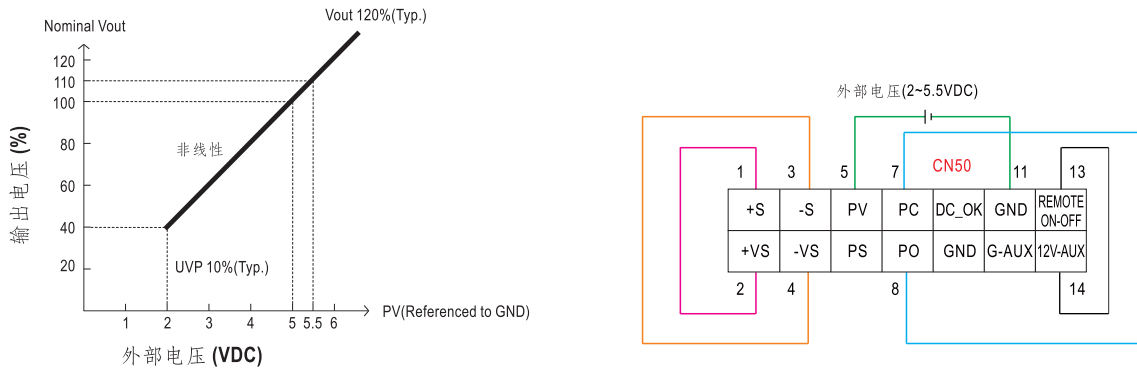 Nominal Vout
Vout 120%(Typ.)
120
110
100
80
60
40
20
输出电压 (%)
非线性
UVP 10%(Typ.)
1 2 3 4 5 5.5 6
PV(Referenced to GND)
外部电压 (VDC)
外部电压(2~5.5VDC)
CN50
1 3 5 7 11 13
+S -S PV PC DC_OK GND REMOTE ON-OFF
+VS -VS PS PO GND G-AUX 12V-AUX
2 4 8 14